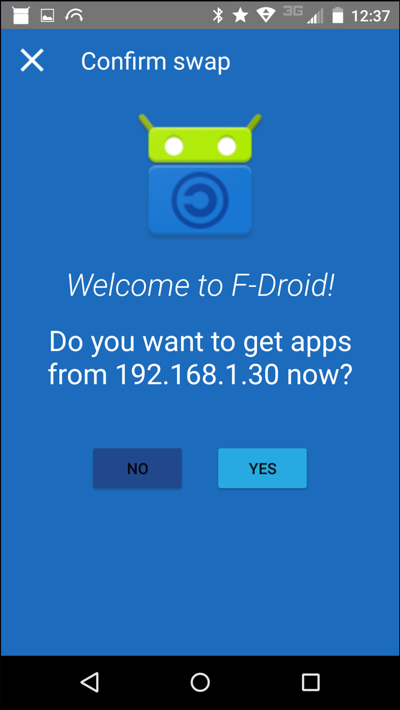 3G 12:37
Confirm swap
Welcome to F-Droid!
Do you want to get apps
from 192.168.1.30 now?
NO YES